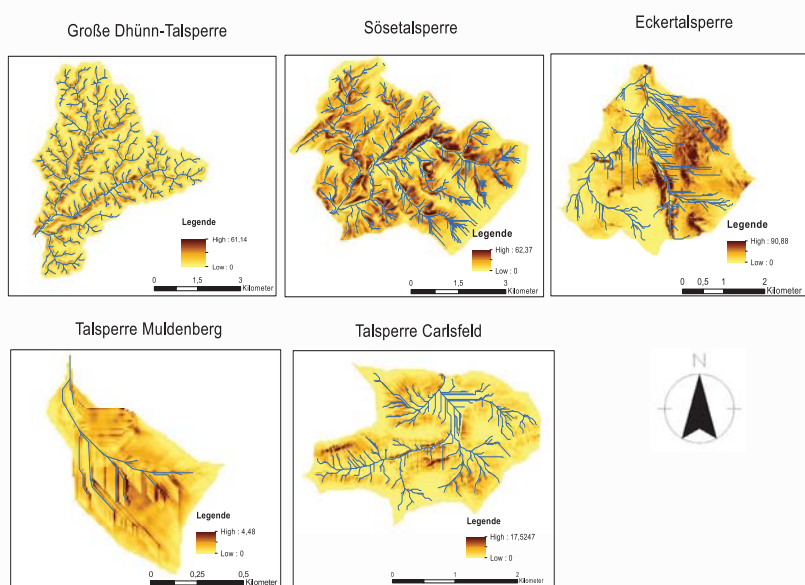 Große Dhünn-Talsperre
Legende
High : 61,14
Low : 0
0 1,5 3
Kilometer
Sösetalsperre
Legende
High : 62,37
Low : 0
0 1,5 3
Kilometer
Eckertalsperre
Legende
High : 90,88
Low : 0
0 0,5 1 2
Kilometer
Talsperre Muldenberg
Legende
High : 4,48
Low : 0
0 0,25 0,5
Kilometer
Talsperre Carlsfeld
Legende
High : 17,5247
Low : 0
0 1 2
Kilometer
N